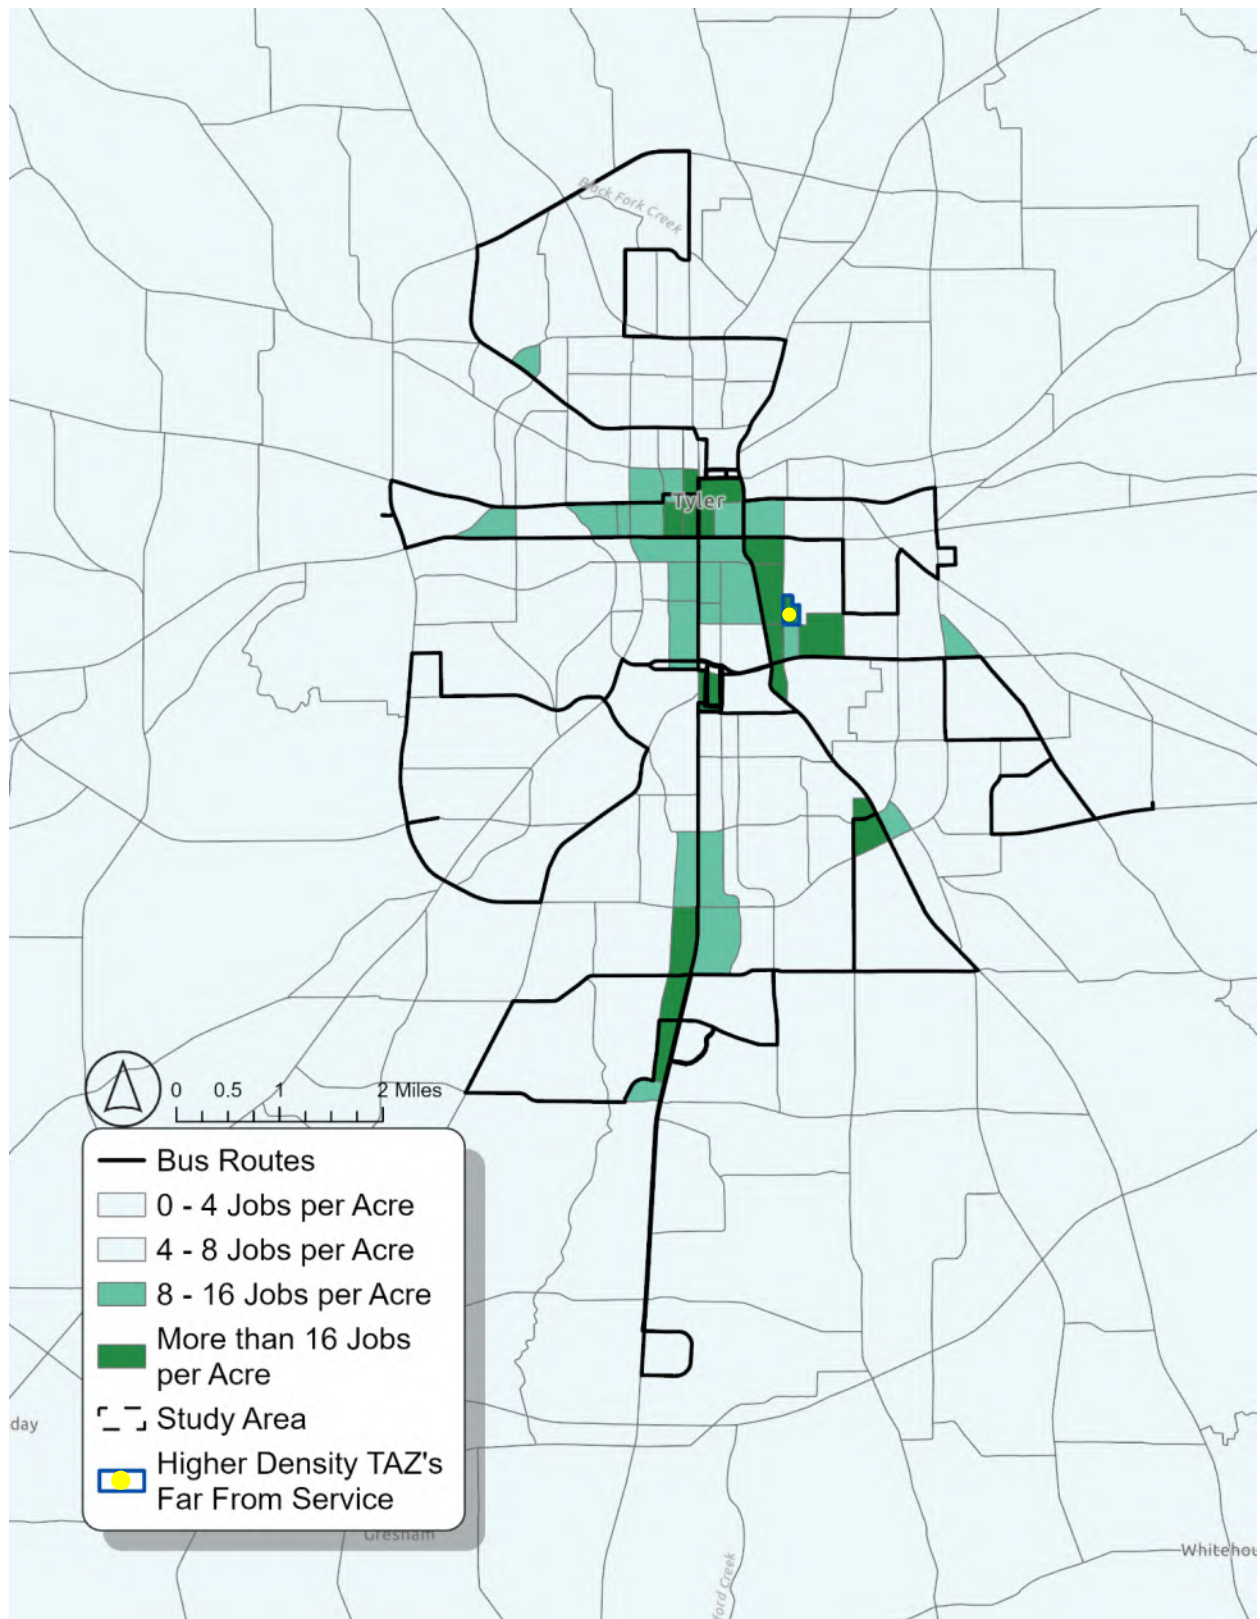 Black Fork Creek
Tyler
0 0.5 1 2 Miles
Bus Routes
0 - 4 Jobs per Acre
4 - 8 Jobs per Acre
8 - 16 Jobs per Acre
More than 16 Jobs
per Acre
Study Area
Higher Density TAZ's
Far From Service
day
Gresham
Whitehou
ford Creek